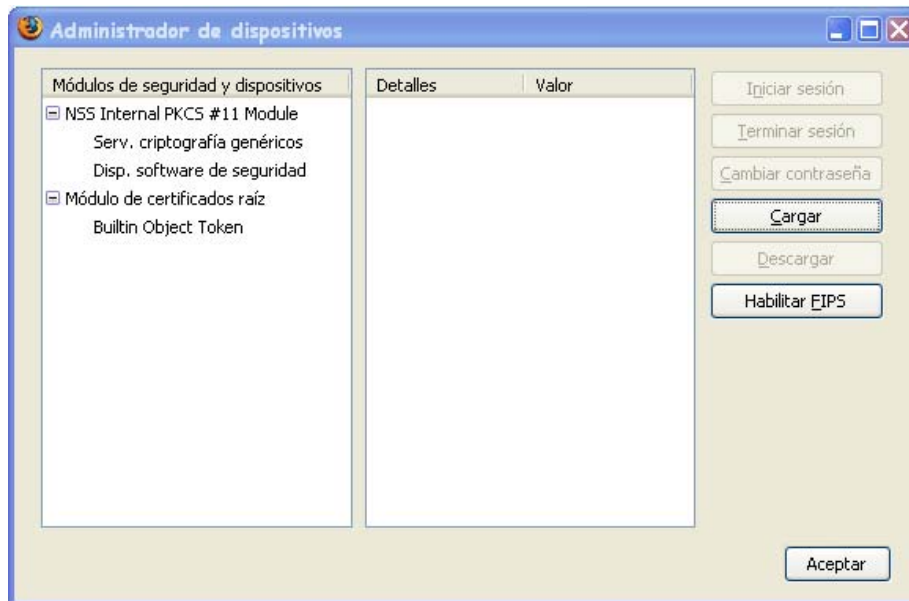 Administrador de dispositivos
Módulos de seguridad y dispositivos
NSS Internal PKCS #11 Module
Serv. criptografía genéricos
Disp. software de seguridad
Módulo de certificados raíz
Builtin Object Token
Detalles
Valor
Iniciar sesión
Terminar sesión
Cambiar contraseña
Cargar
Descargar
Habilitar FIPS
Aceptar